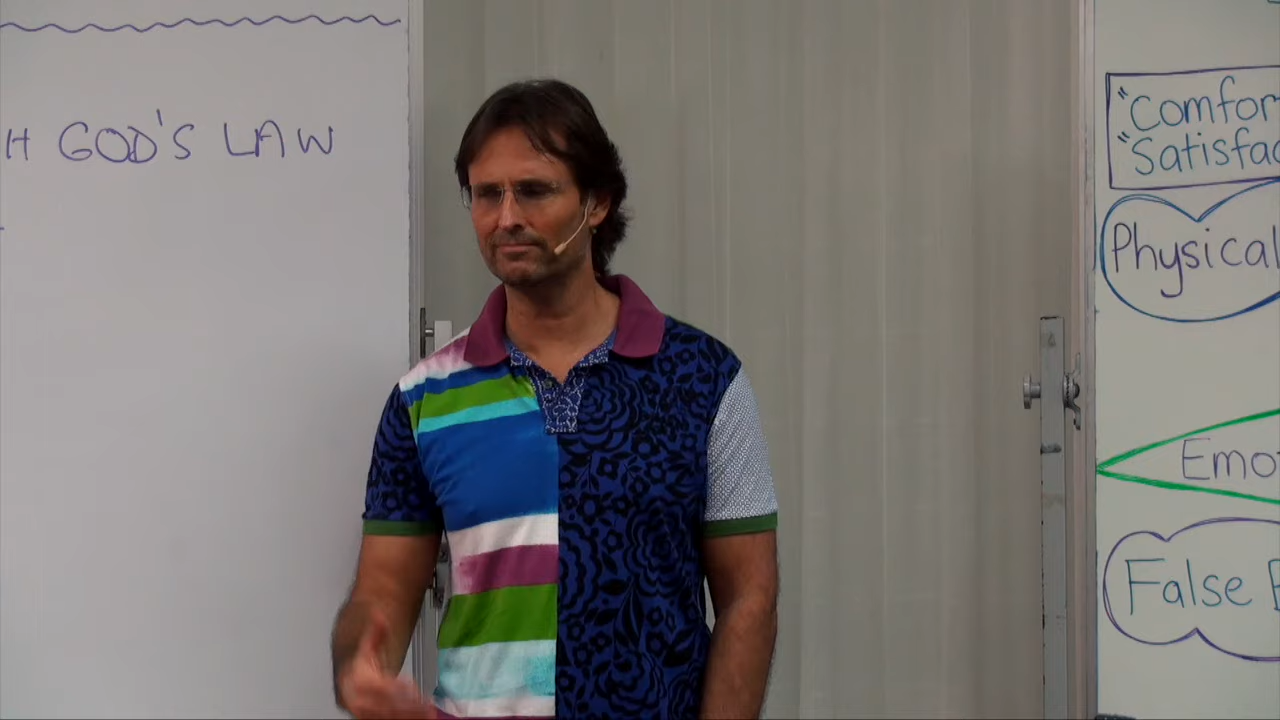 H GOD'S LAW
"Comfor
"Satisfac
Physical
Emo
False